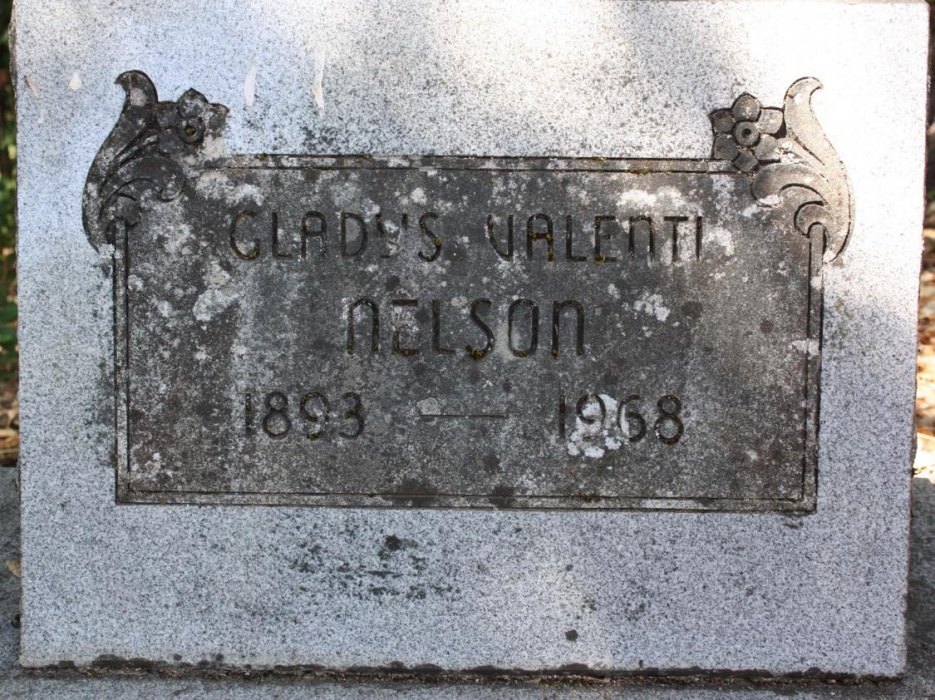 GLADYS VALENTI
NELSON
1893 — 1968